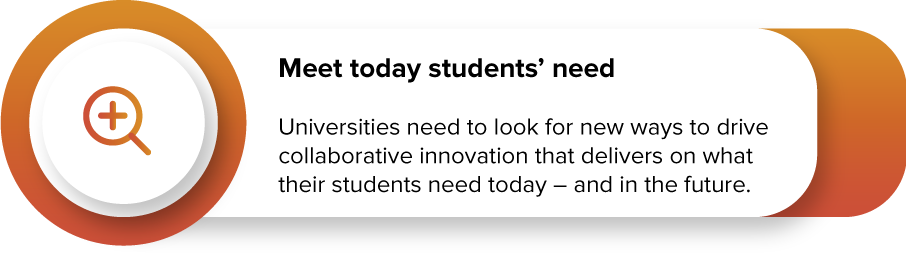 Meet today students’ need
Universities need to look for new ways to drive
collaborative innovation that delivers on what
their students need today – and in the future.